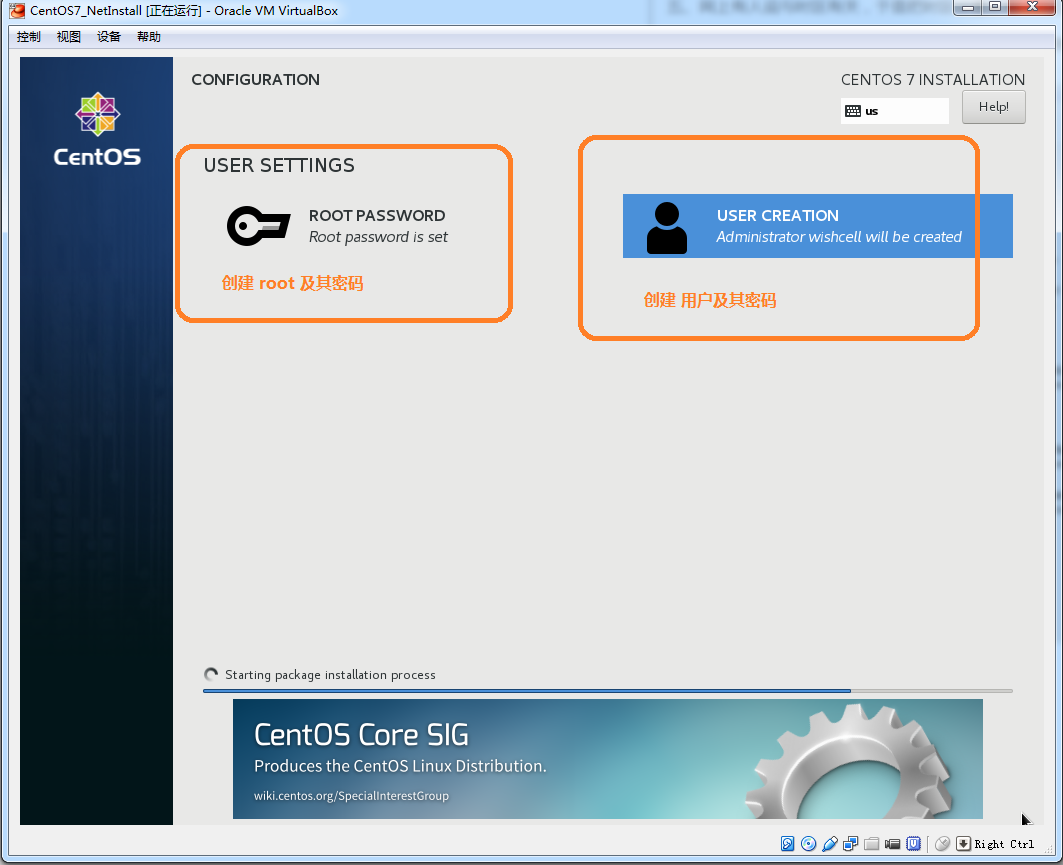 CentOS7_NetInstall [正在运行] - Oracle VM VirtualBox
控制 视图 设备 帮助
CentOS
CONFIGURATION
CENTOS 7 INSTALLATION
us
Help!
USER SETTINGS
ROOT PASSWORD
Root password is set
创建 root 及其密码
USER CREATION
Administrator wishcell will be created
创建 用户及其密码
Starting package installation process
CentOS Core SIG
Produces the CentOS Linux Distribution.
wiki.centos.org/SpecialInterestGroup
Right Ctrl